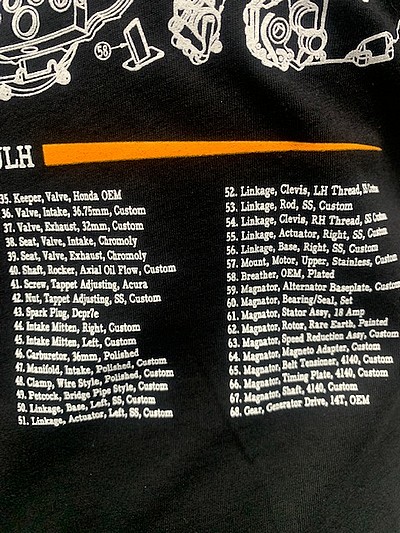 58
ULH
35. Keeper, Valve, Honda OEM
36. Valve, Intake, 36.75mm, Custom
37. Valve, Exhaust, 32mm, Custom
38. Seat, Valve, Intake, Chromoly
39. Seat, Valve, Exhaust, Chromoly
40. Shaft, Rocker, Axial Oil Flow, Custom
41. Screw, Tappet Adjusting, Acura
42. Nut, Tappet Adjusting, SS, Custom
43. Spark Plug, Dcpr7e
44. Intake Mitten, Right, Custom
45. Intake Mitten, Left, Custom
46. Carburetor, 36mm, Polished
47. Manifold, Intake, Polished, Custom
48. Clamp, Wire Style, Polished, Custom
49. Petcock, Bridge Pipe Style, Custom
50. Linkage, Base, Left, SS, Custom
51. Linkage, Actuator, Left, SS, Custom
52. Linkage, Clevis, LH Thread, SS Custom
53. Linkage, Rod, SS, Custom
54. Linkage, Clevis, RH Thread, SS Custom
55. Linkage, Actuator, Right, SS, Custom
56. Linkage, Base, Right, SS, Custom
57. Mount, Motor, Upper, Stainless, Custom
58. Breather, OEM, Plated
59. Magnator, Alternator Baseplate, Custom
60. Magnator, Bearing/Seal, Set
61. Magnator, Stator Assy, 18 Amp
62. Magnator, Rotor, Rare Earth, Painted
63. Magnator, Speed Reduction Assy, Custom
64. Magnator, Magneto Adapter, Custom
65. Magnator, Belt Tensioner, 4140, Custom
66. Magnator, Timing Plate, 4140, Custom
67. Magnator, Shaft, 4140, Custom
68. Gear, Generator Drive, 14T, OEM